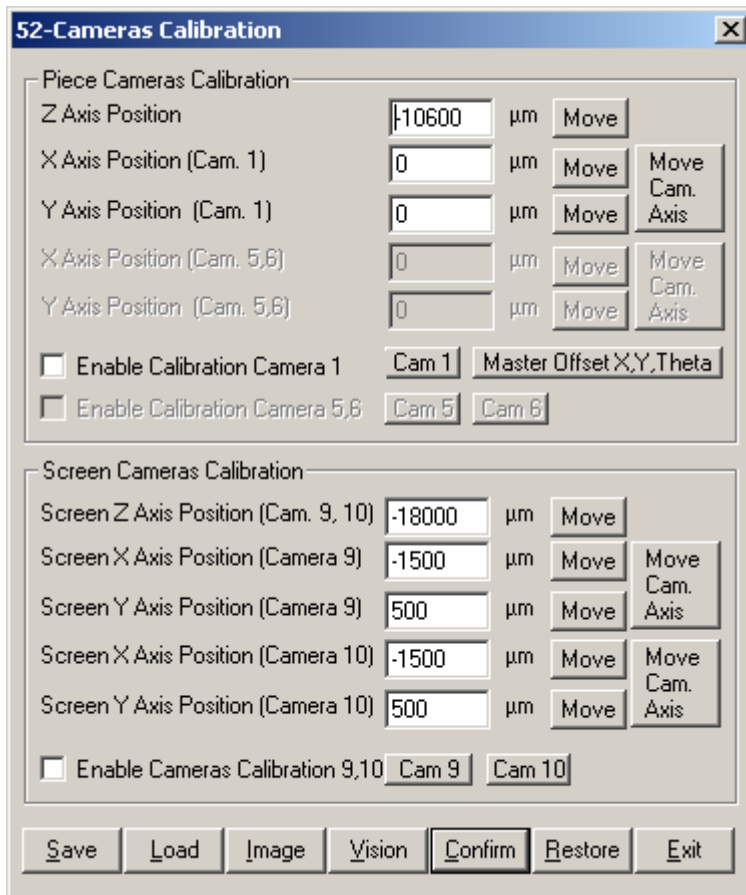 52-Cameras Calibration
Piece Cameras Calibration
Z Axis Position -10600 µm Move
X Axis Position (Cam. 1) 0 µm Move Move Cam. Axis
Y Axis Position (Cam. 1) 0 µm Move
X Axis Position (Cam. 5,6) 0 µm Move Move Cam. Axis
Y Axis Position (Cam. 5,6) 0 µm Move
Enable Calibration Camera 1 Cam 1 Master Offset X,Y,Theta
Enable Calibration Camera 5,6 Cam 5 Cam 6
Screen Cameras Calibration
Screen Z Axis Position (Cam. 9, 10) -18000 µm Move
Screen X Axis Position (Camera 9) -1500 µm Move Move Cam. Axis
Screen Y Axis Position (Camera 9) 500 µm Move
Screen X Axis Position (Camera 10) -1500 µm Move Move Cam. Axis
Screen Y Axis Position (Camera 10) 500 µm Move
Enable Cameras Calibration 9,10 Cam 9 Cam 10
Save Load Image Vision Confirm Restore Exit